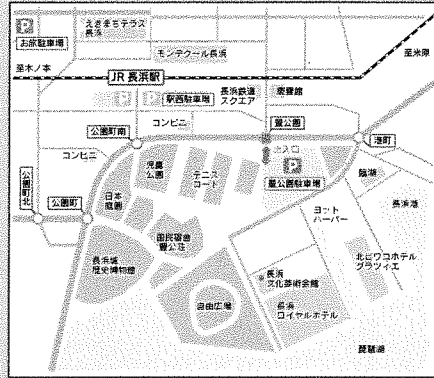 P
お旅駐車場
えきまちテラス
長浜
モンデクール長浜
至木ノ本
至米原
JR 長浜駅
P P 駅西駐車場
長浜鉄道
スクエア
慶雲館
コンビニ
公園町南
豊公園
港町
コンビニ
児童
公園
テニス
コート
P
豊公園駐車場
臨湖
公園町北
公園町
日本
庭園
国民宿舎
豊公荘
ヨット
ハーバー
長浜港
長浜城
歴史博物館
北ビワコホテル
グラツィエ
長浜
文化芸術会館
自由広場
長浜
ロイヤルホテル
琵琶湖